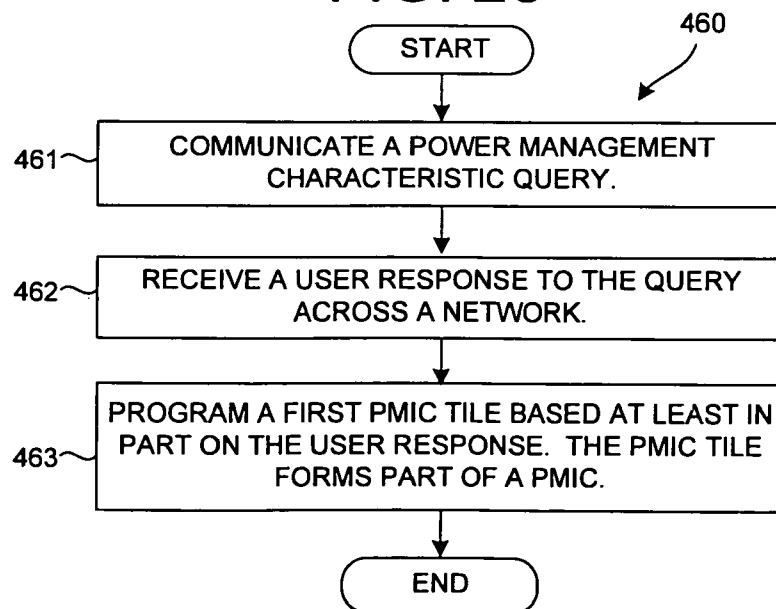 START
460
461
COMMUNICATE A POWER MANAGEMENT
CHARACTERISTIC QUERY.
462
RECEIVE A USER RESPONSE TO THE QUERY
ACROSS A NETWORK.
463
PROGRAM A FIRST PMIC TILE BASED AT LEAST IN
PART ON THE USER RESPONSE. THE PMIC TILE
FORMS PART OF A PMIC.
END